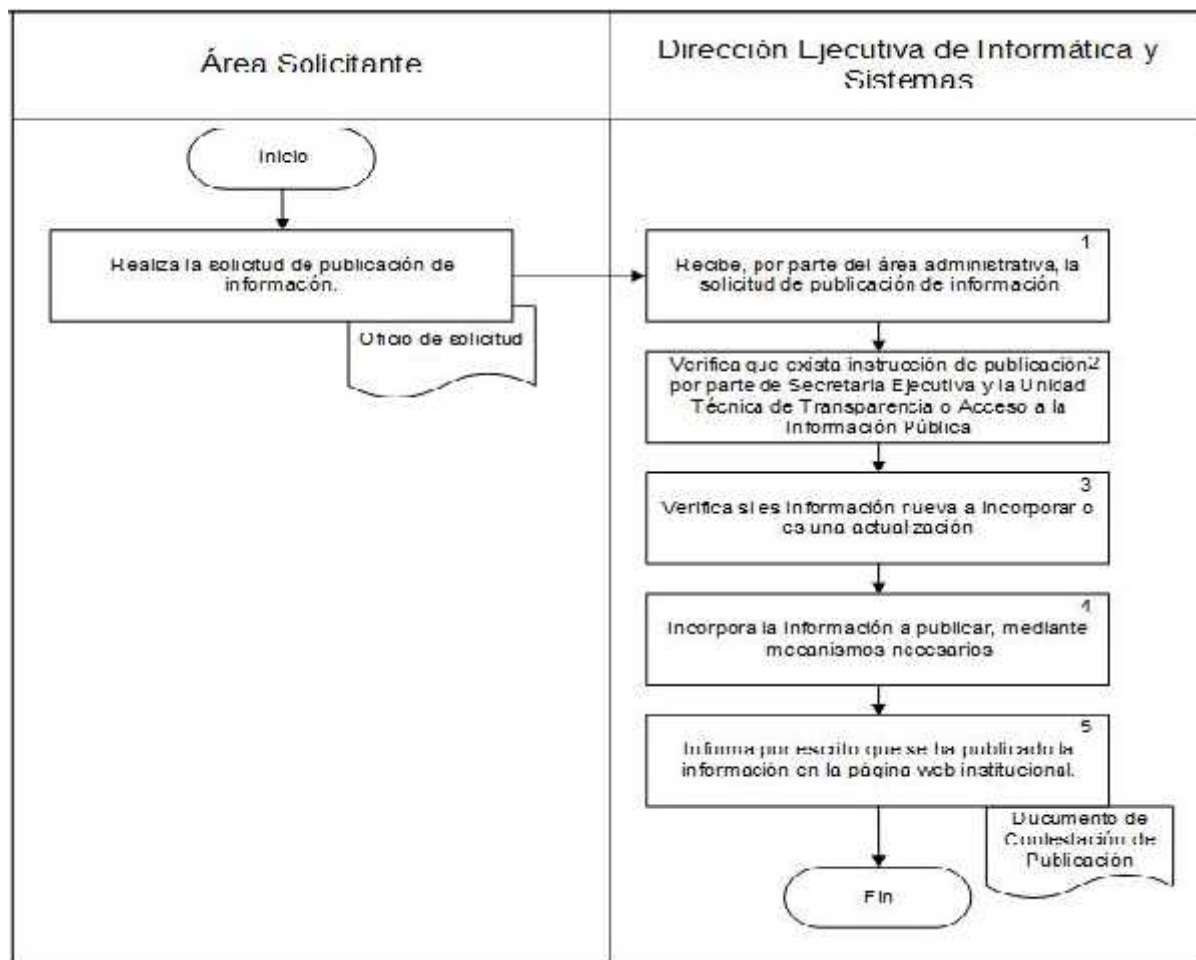 Área Solicitante
Dirección Ejecutiva de Informática y
Sistemas
Inicio
Realiza la solicitud de publicación de
información.
Oficio de solicitud
1
Recibe, por parte del área administrativa, la
solicitud de publicación de información
Verifica que exista instrucción de publicación 2
por parte de Secretaría Ejecutiva y la Unidad
Técnica de Transparencia o Acceso a la
Información Pública
3
Verifica si es información nueva a incorporar o
es una actualización
4
Incorpora la información a publicar, mediante
mecanismos necesarios
5
Informa por escrito que se ha publicado la
información en la página web institucional.
Documento de
Contestación de
Publicación
Fin